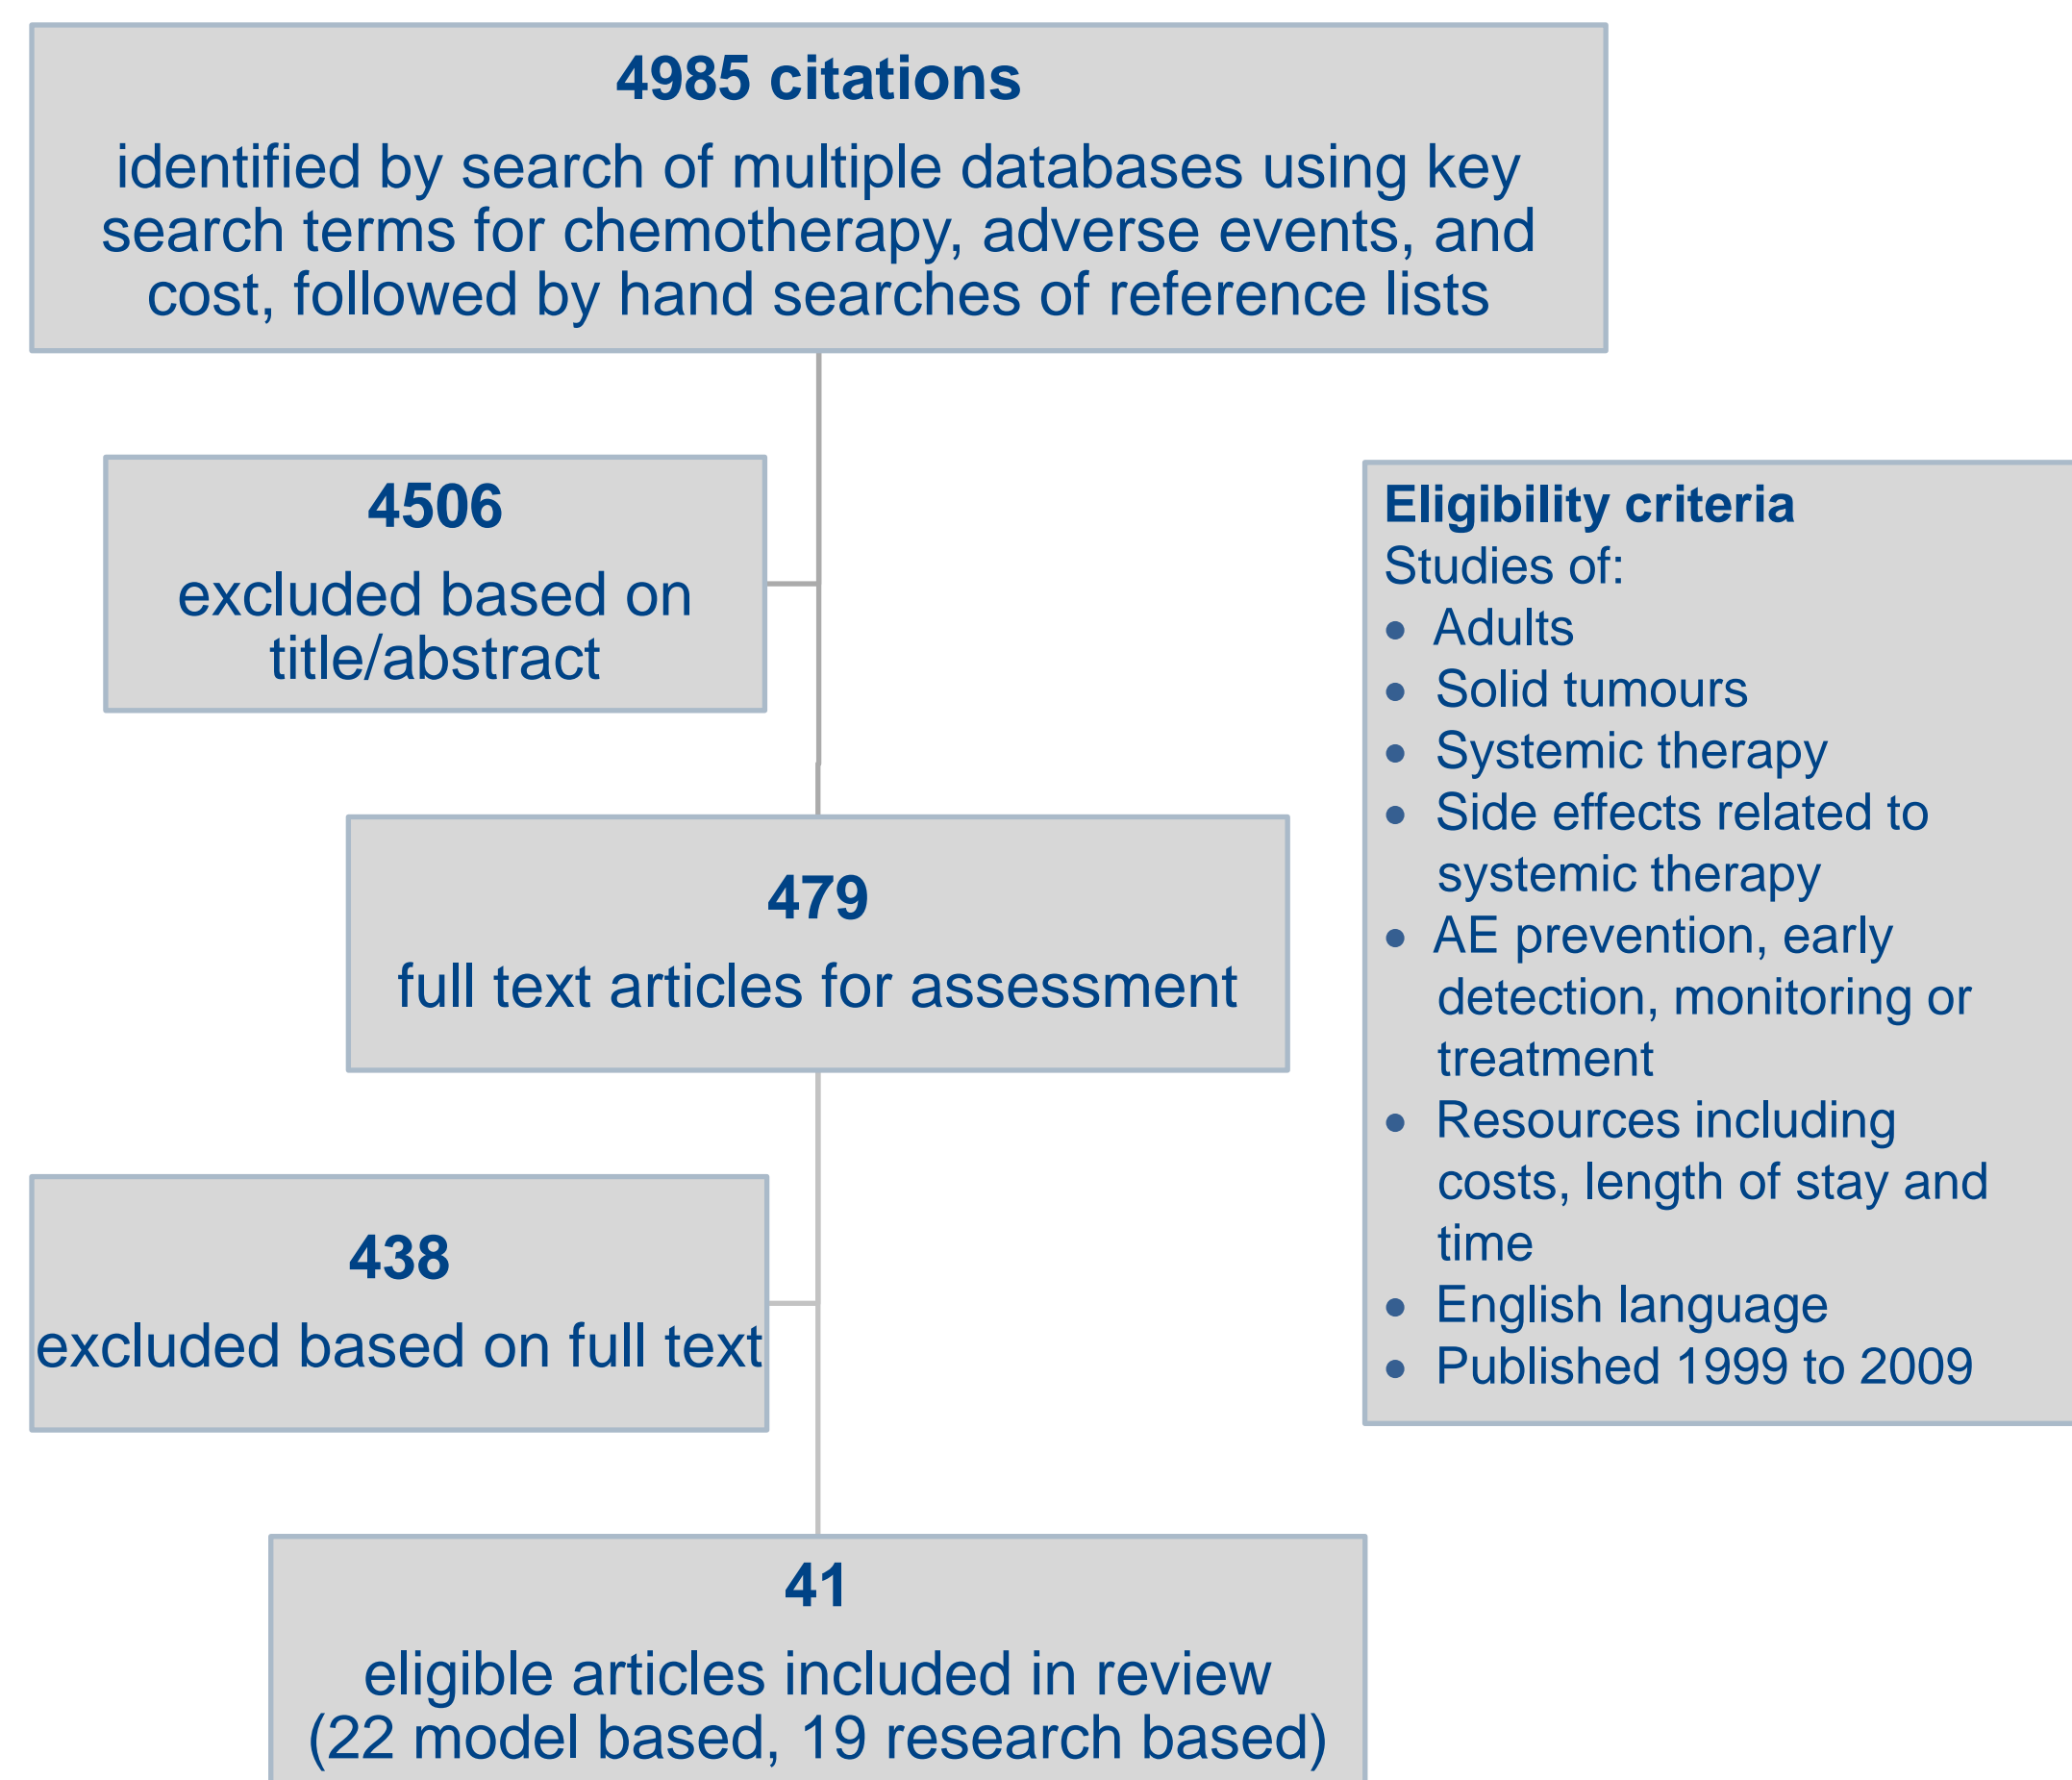 4985 citations
identified by search of multiple databases using key
search terms for chemotherapy, adverse events, and
cost, followed by hand searches of reference lists
4506
excluded based on
title/abstract
479
full text articles for assessment
438
excluded based on full text
41
eligible articles included in review
(22 model based, 19 research based)
Eligibility criteria
Studies of:
● Adults
● Solid tumours
● Systemic therapy
● Side effects related to
systemic therapy
● AE prevention, early
detection, monitoring or
treatment
● Resources including
costs, length of stay and
time
● English language
● Published 1999 to 2009